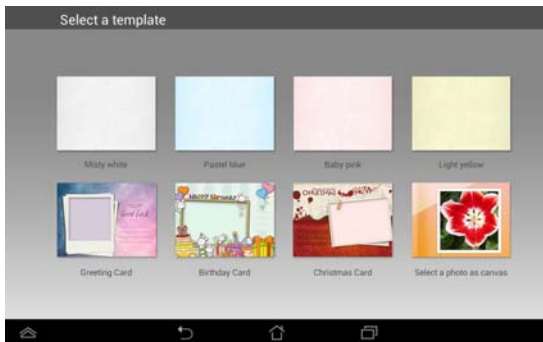 Select a template
Misty white
Pastel blue
Baby pink
Light yellow
Greeting Card
Birthday Card
Christmas Card
Select a photo as canvas